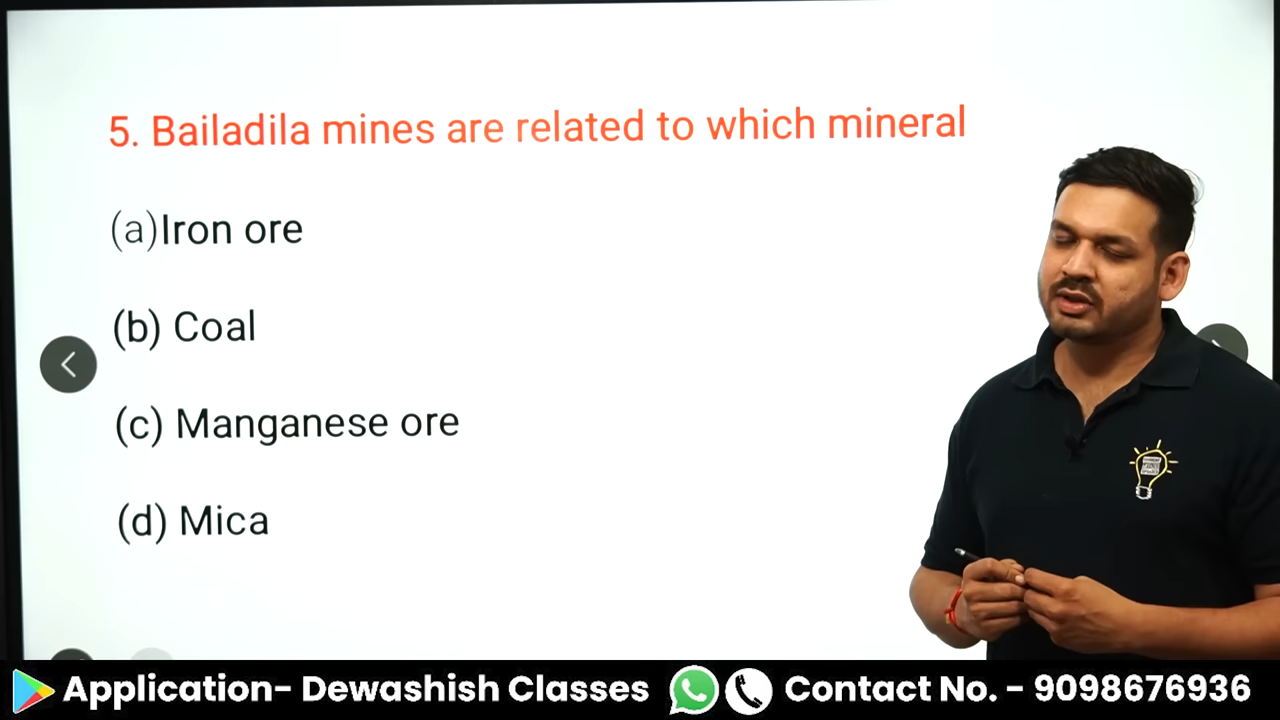 5. Bailadila mines are related to which mineral
(a)Iron ore
(b) Coal
(c) Manganese ore
(d) Mica
Application- Dewashish Classes Contact No. - 9098676936